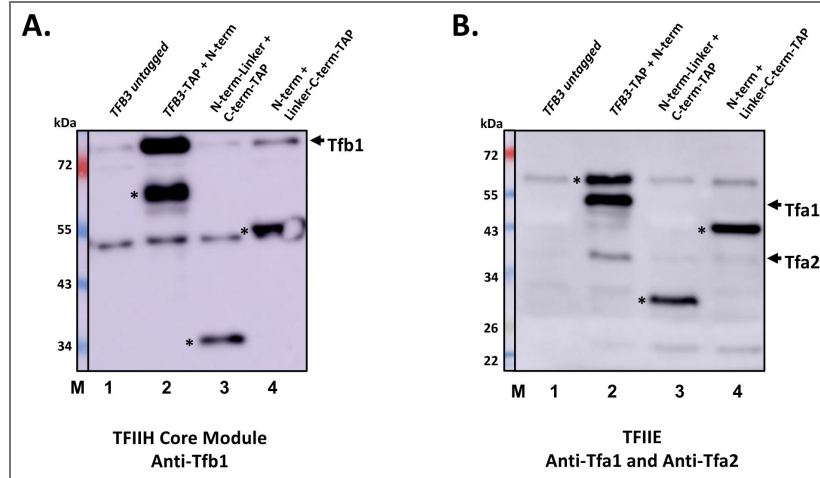 A.
TFB3 untagged
TFB3-TAP + N-term
N-term-Linker +
C-term-TAP
N-term +
Linker-C-term-TAP
kDa
72
55
43
34
Tfb1
*
*
*
M 1 2 3 4
TFIIH Core Module
Anti-Tfb1
B.
TFB3 untagged
TFB3-TAP + N-term
N-term-Linker +
C-term-TAP
N-term +
Linker-C-term-TAP
kDa
72
55
43
34
26
22
*
*
*
Tfa1
Tfa2
M 1 2 3 4
TFIIE
Anti-Tfa1 and Anti-Tfa2